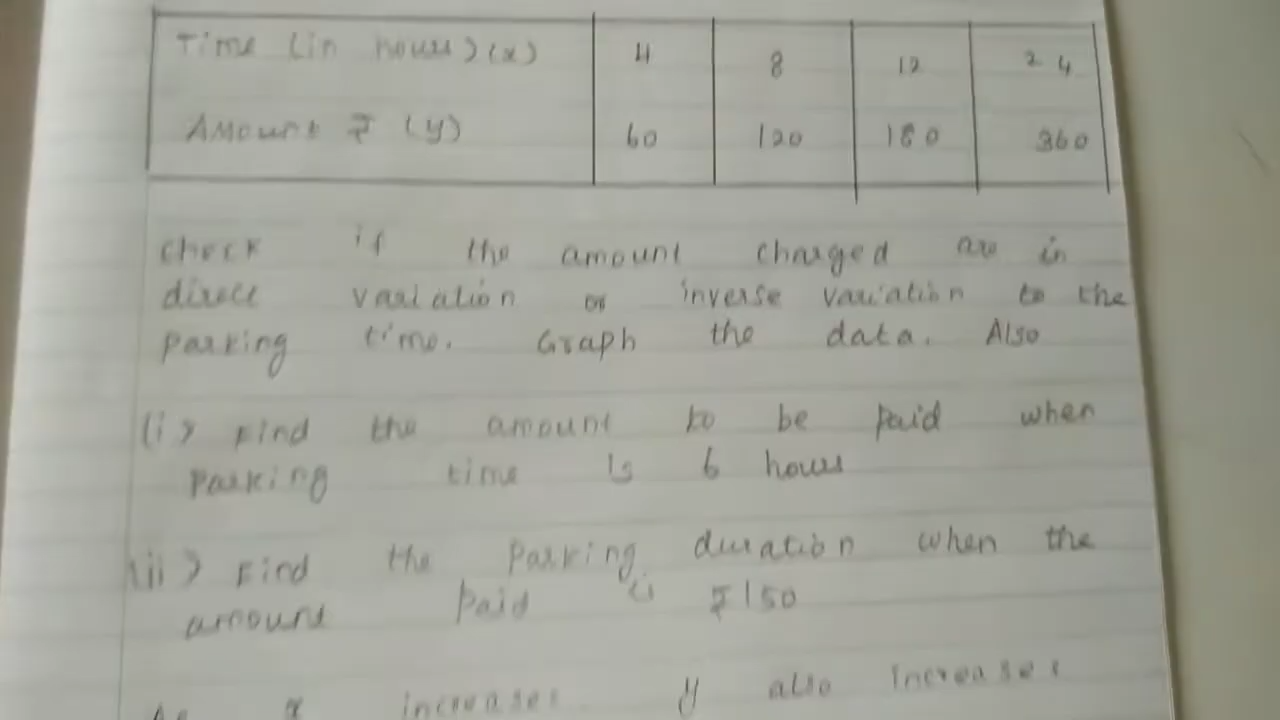 Time (in hours) (x) 4 8 12 24
Amount ₹ (y) 60 120 180 360
check if the amount charged are in
direct variation or inverse variation to the
parking time. Graph the data. Also
(i) Find the amount to be paid when
parking time is 6 hours
(ii) Find the parking duration when the
amount paid is ₹150
As x increases y also increases